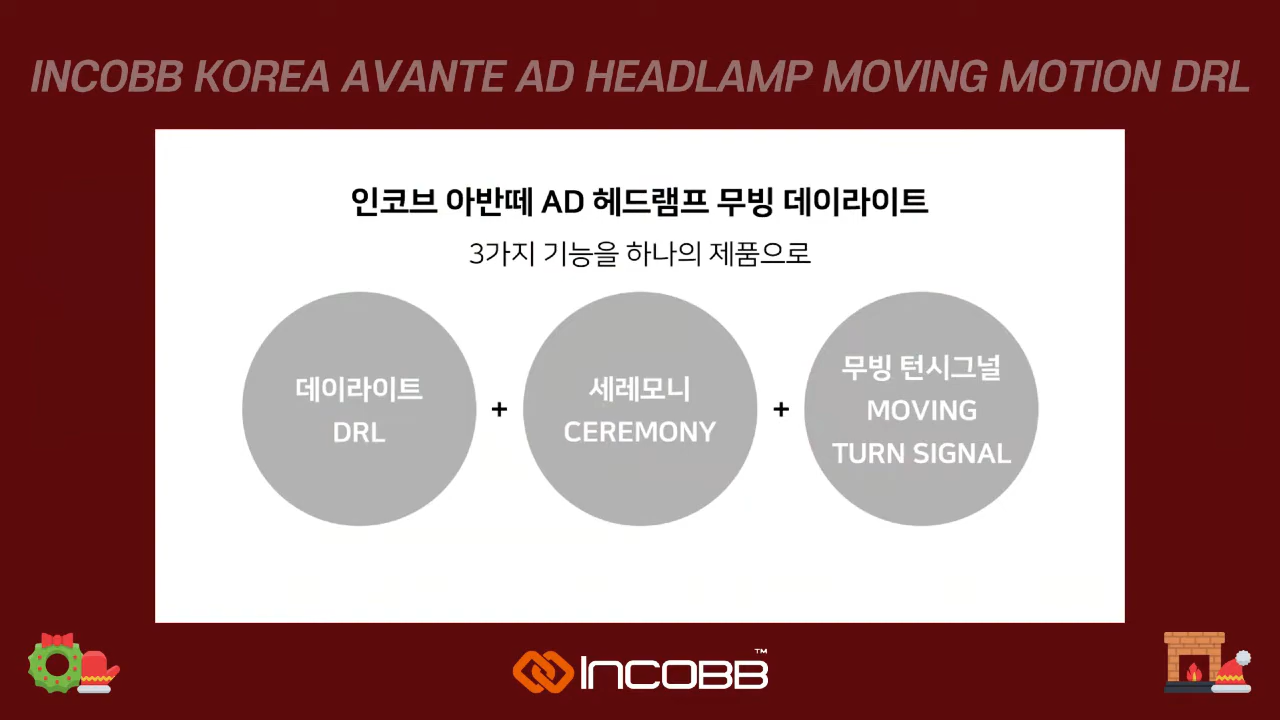 INCOBB KOREA AVANTE AD HEADLAMP MOVING MOTION DRL
인코브 아반떼 AD 헤드램프 무빙 데이라이트
3가지 기능을 하나의 제품으로
데이라이트
DRL
+
세레모니
CEREMONY
+
무빙 턴시그널
MOVING
TURN SIGNAL
INCOBB™